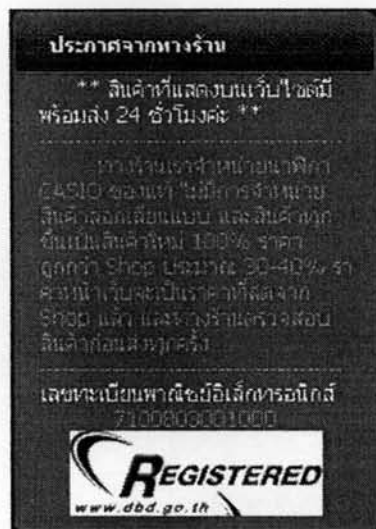 ประกาศจากทางร้าน
** สินค้าที่แสดงบนเว็บไซต์มี
พร้อมส่ง 24 ชั่วโมงค่ะ **
ทางร้านเราจำหน่ายนาฬิกา
CASIO ของแท้ ไม่มีการจำหน่าย
สินค้าลอกเลียนแบบ และสินค้าทุก
ชิ้นเป็นสินค้าใหม่ 100% ราคา
ถูกกว่า Shop ประมาณ 30-40% รา
คาหน้าเว็บจะเป็นราคาที่ลดจาก
Shop แล้ว และทางร้านตรวจสอบ
สินค้าก่อนส่งทุกครั้ง
เลขทะเบียนพาณิชย์อิเล็กทรอนิกส์
7100803001000
REGISTERED
www.dbd.go.th